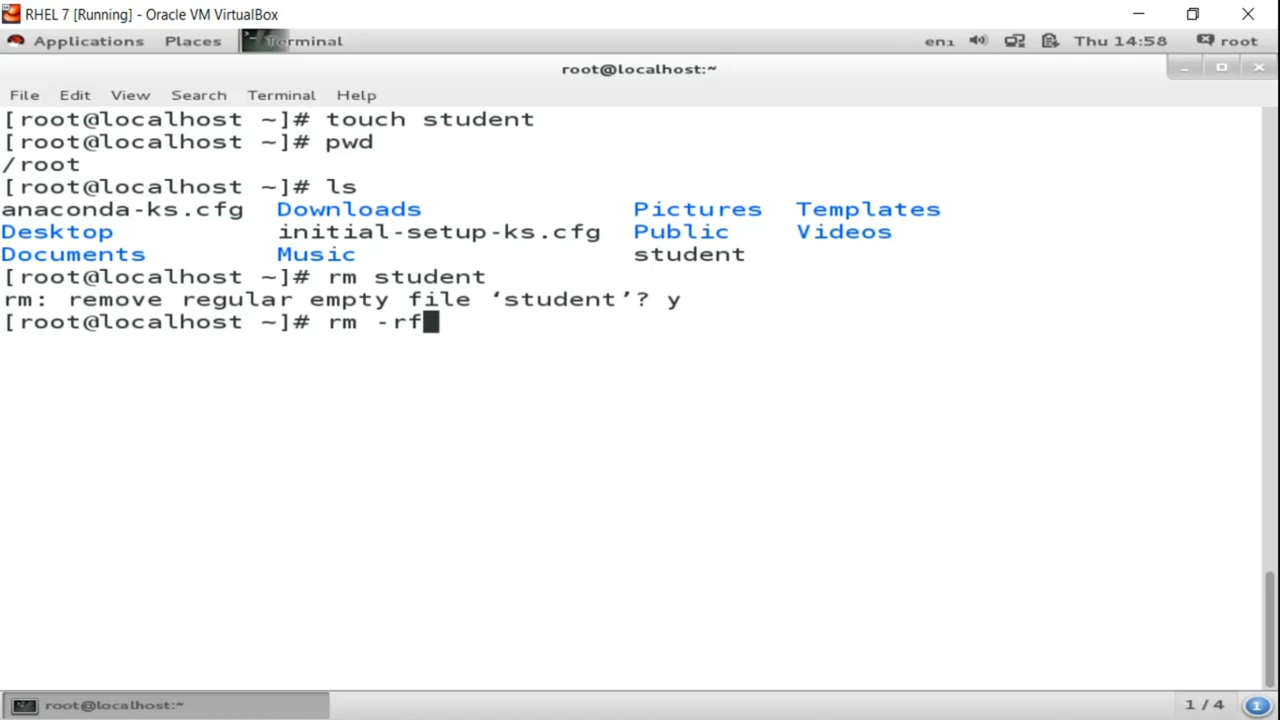 RHEL 7 [Running] - Oracle VM VirtualBox
Applications Places Terminal en1 Thu 14:58 root
root@localhost:~
File Edit View Search Terminal Help
[root@localhost ~]# touch student
[root@localhost ~]# pwd
/root
[root@localhost ~]# ls
anaconda-ks.cfg Downloads Pictures Templates
Desktop initial-setup-ks.cfg Public Videos
Documents Music student
[root@localhost ~]# rm student
rm: remove regular empty file ‘student’? y
[root@localhost ~]# rm -rf
root@localhost:~ 1 / 4 1